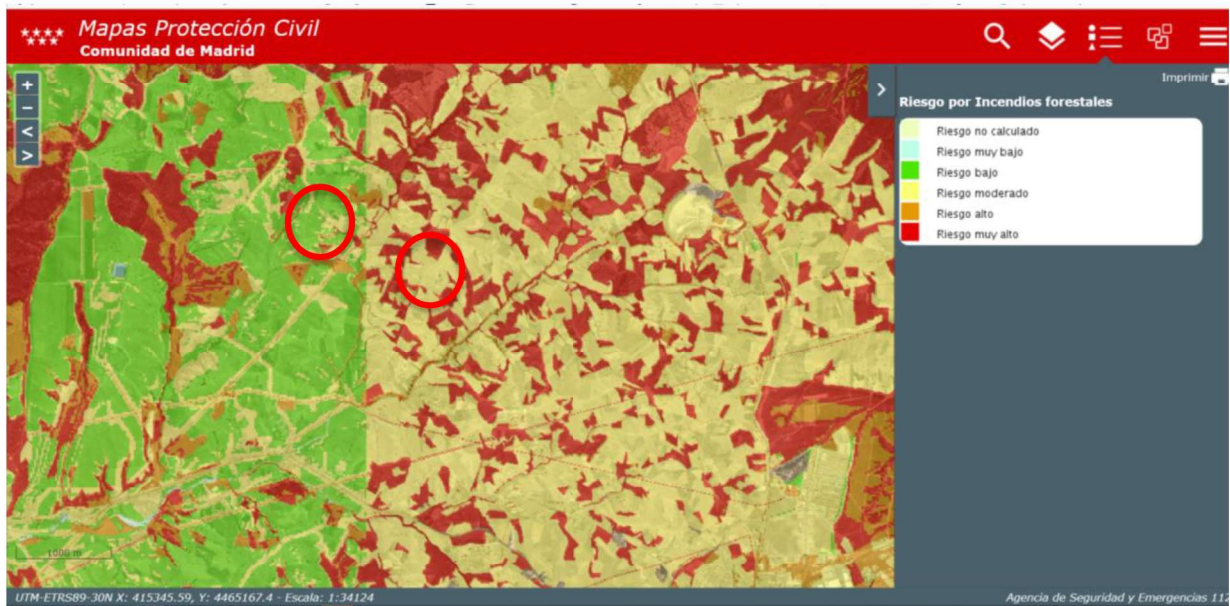 Mapas Protección Civil
Comunidad de Madrid
+
−
<
>
>
Imprimir
Riesgo por Incendios forestales
Riesgo no calculado
Riesgo muy bajo
Riesgo bajo
Riesgo moderado
Riesgo alto
Riesgo muy alto
1000 m
UTM-ETRS89-30N X: 415345.59, Y: 4465167.4 - Escala: 1:34124
Agencia de Seguridad y Emergencias 112